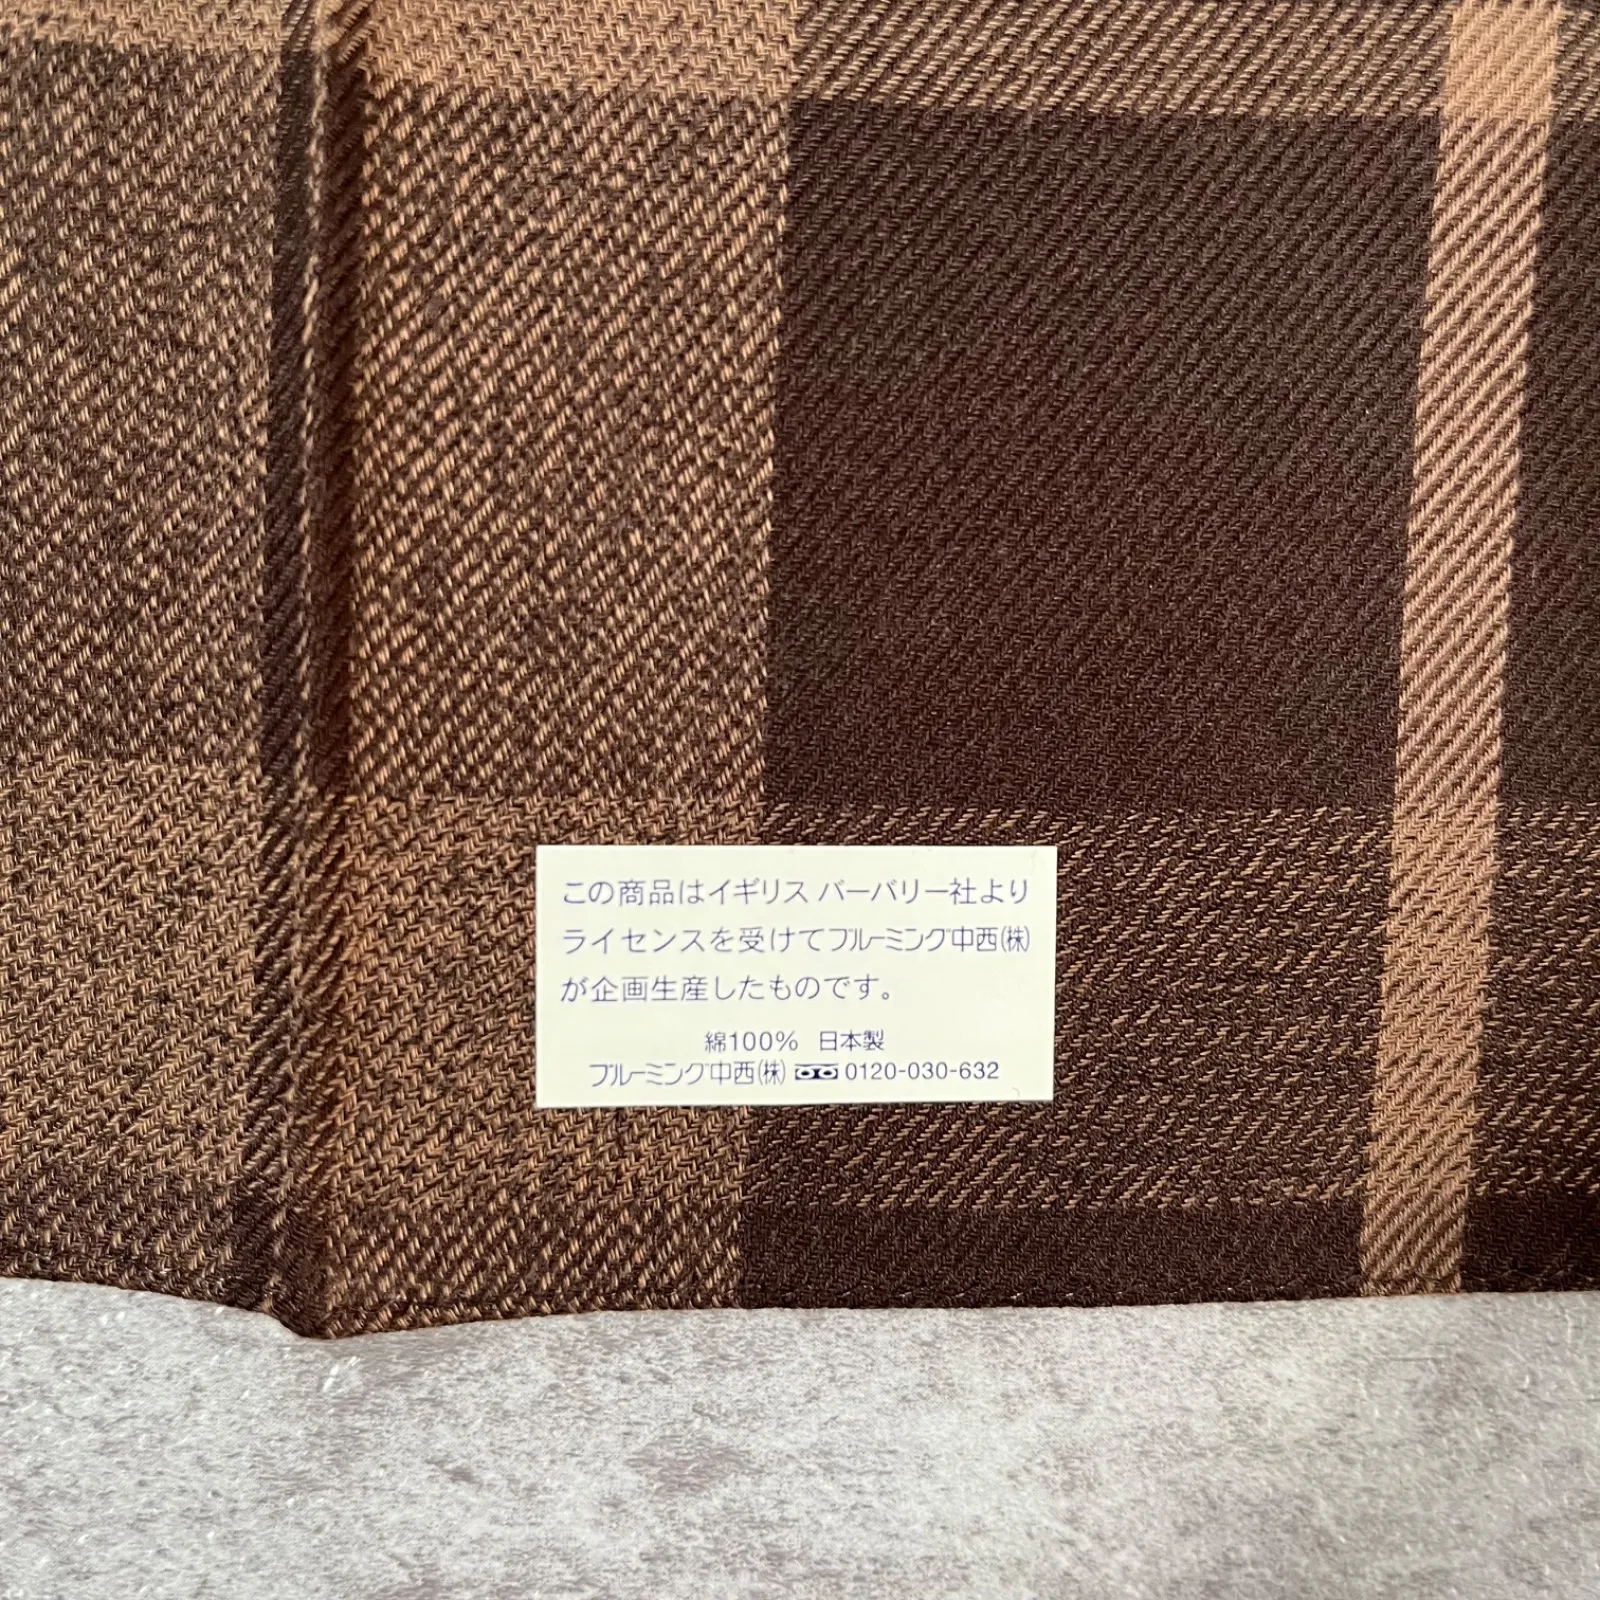 この商品はイギリス バーバリー社より
ライセンスを受けてブルーミング中西(株)
が企画生産したものです。
綿100% 日本製
ブルーミング中西(株) 0120-030-632